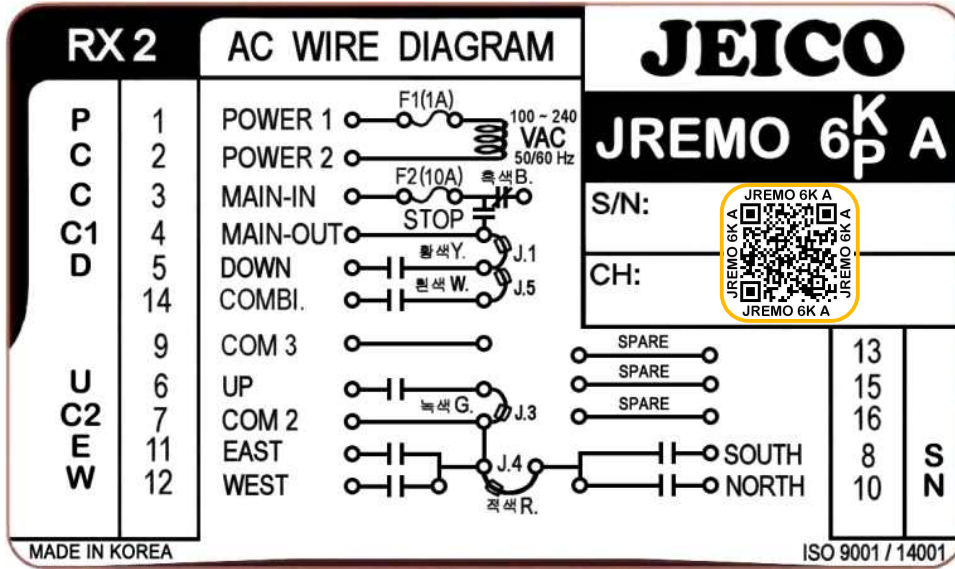 RX 2
AC WIRE DIAGRAM
JEICO
JREMO 6 K/P A
S/N:
CH:
JREMO 6K A
JREMO 6K A
JREMO 6K A
JREMO 6K A
P 1 POWER 1 F1(1A)
100 ~ 240
VAC
50/60 Hz
C 2 POWER 2
C 3 MAIN-IN F2(10A) 흑색B.
STOP
C1 4 MAIN-OUT
황색Y. J.1
D 5 DOWN
흰색 W. J.5
14 COMBI.
9 COM 3
SPARE 13
SPARE 15
SPARE 16
U 6 UP
녹색 G. J.3
C2 7 COM 2
E 11 EAST
J.4
SOUTH 8 S
W 12 WEST
NORTH 10 N
적색 R.
MADE IN KOREA
ISO 9001 / 14001